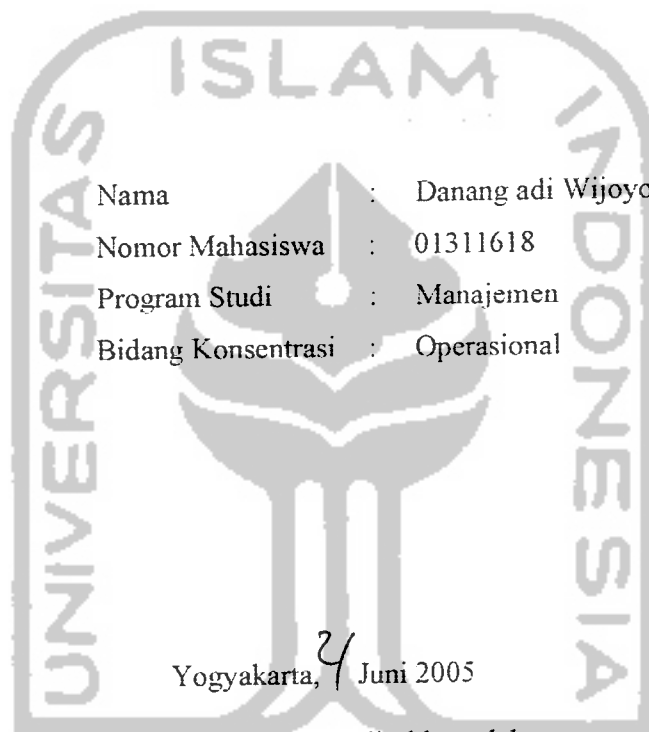 UNIVERSITAS ISLAM INDONESIA
Nama : Danang adi Wijoyo
Nomor Mahasiswa : 01311618
Program Studi : Manajemen
Bidang Konsentrasi : Operasional
Yogyakarta, 21 Juni 2005